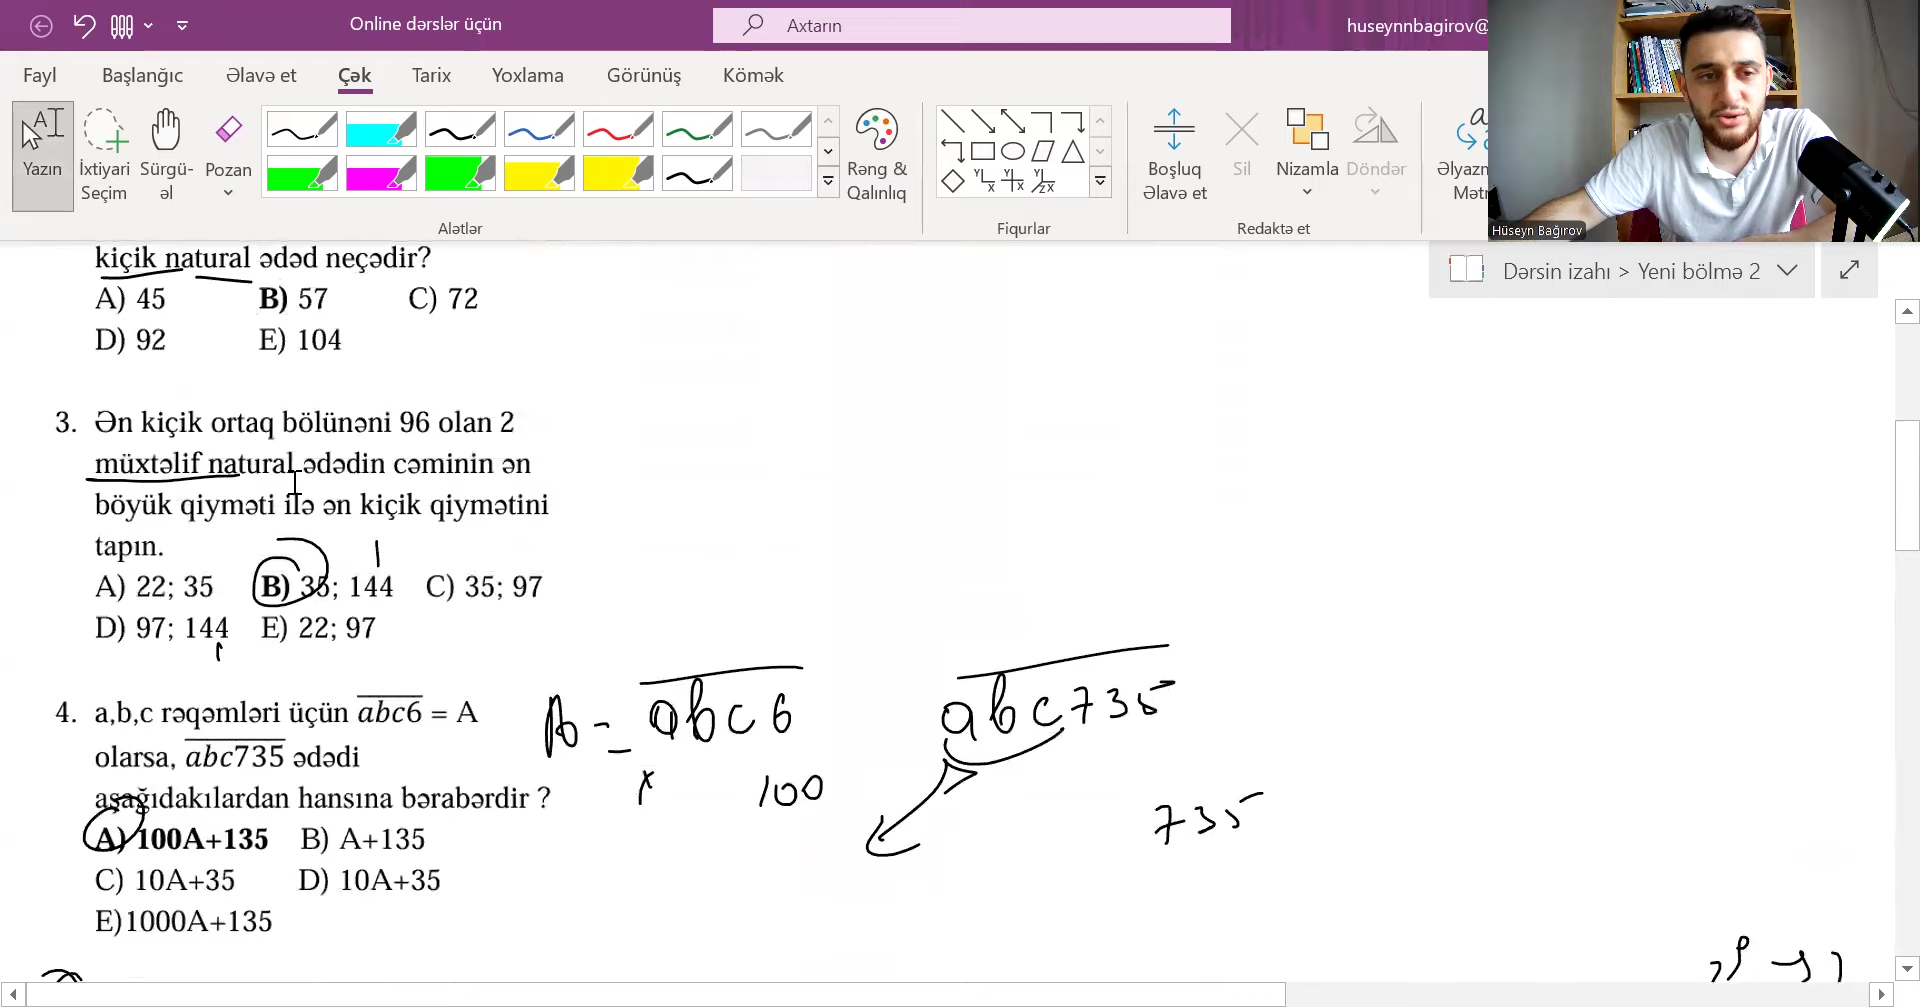 Online dərslər üçün
Axtarın
huseynnbagirov@
Fayl Başlanğıc Əlavə et Çək Tarix Yoxlama Görünüş Kömək
Yazın
İxtiyari Seçim
Sürgü-əl
Pozan
Rəng & Qalınlıq
Boşluq Əlavə et
Sil
Nizamla
Döndər
Əlyazm
Alətlər
Fiqurlar
Redaktə et
Hüseyn Bağırov
Dərsin izahı > Yeni bölmə 2
kiçik natural ədəd neçədir?
A) 45 B) 57 C) 72
D) 92 E) 104
3. Ən kiçik ortaq bölünəni 96 olan 2
müxtəlif natural ədədin cəminin ən
böyük qiyməti ilə ən kiçik qiymətini
tapın.
A) 22; 35 B) 35; 144 C) 35; 97
D) 97; 144 E) 22; 97
4. a,b,c rəqəmləri üçün abc6 = A
olarsa, abc735 ədədi
aşağıdakılardan hansına bərabərdir ?
A) 100A+135 B) A+135
C) 10A+35 D) 10A+35
E)1000A+135
A = abc6
x 100
abc735
735